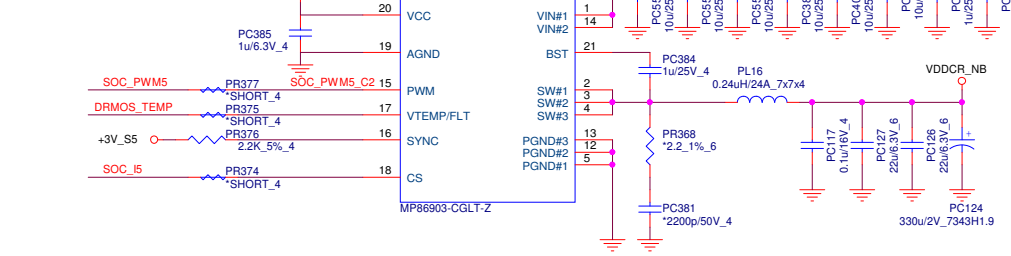 20
VCC
PC385
1u/6.3V_4
19
AGND
SOC_PWM5
PR377
*SHORT_4
SOC_PWM5_C2
15
PWM
DRMOS_TEMP
PR375
*SHORT_4
17
VTEMP/FLT
+3V_S5
PR376
2.2K_5%_4
16
SYNC
SOC_I5
PR374
*SHORT_4
18
CS
MP86903-CGLT-Z
VIN#1
1
VIN#2
14
BST
21
SW#1
2
SW#2
3
SW#3
4
PGND#3
13
PGND#2
12
PGND#1
5
PC384
1u/25V_4
PR368
*2.2_1%_6
PC381
*2200p/50V_4
PL16
0.24uH/24A_7x7x4
VDDCR_NB
PC117
0.1u/16V_4
PC127
22u/6.3V_6
PC126
22u/6.3V_6
+
PC124
330u/2V_7343H1.9